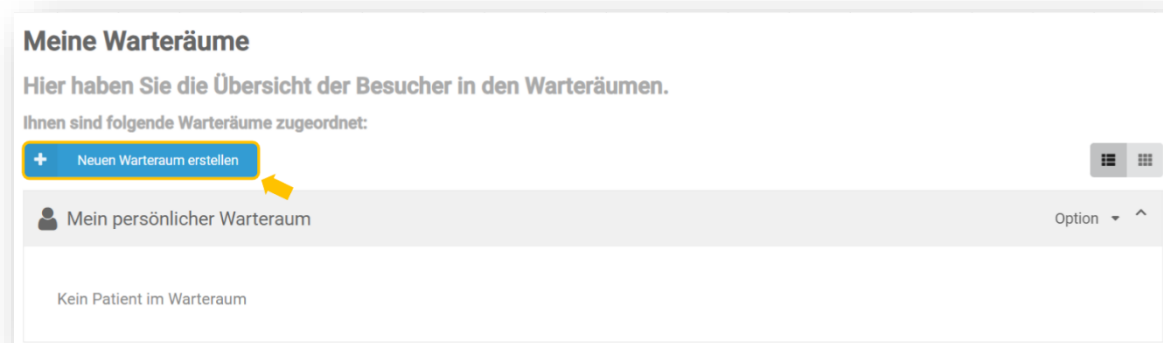 Meine Warteräume
Hier haben Sie die Übersicht der Besucher in den Warteräumen.
Ihnen sind folgende Warteräume zugeordnet:
Neuen Warteraum erstellen
Mein persönlicher Warteraum
Option
Kein Patient im Warteraum